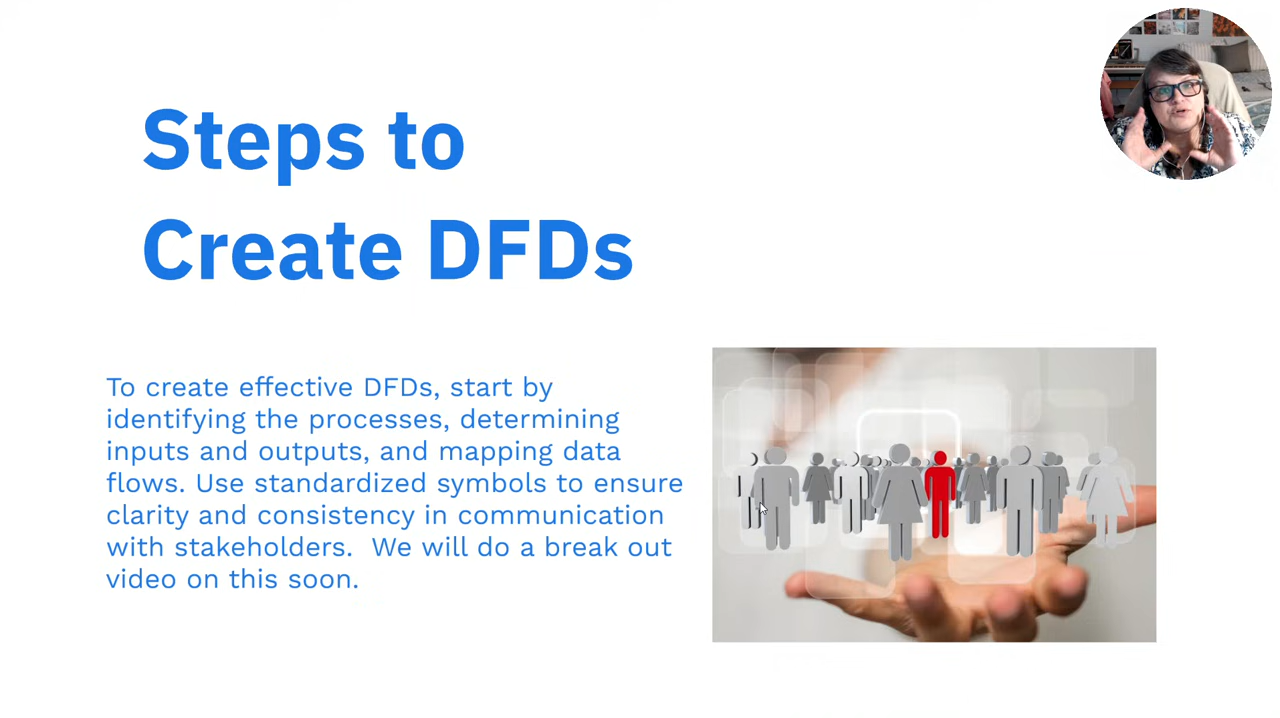 Steps to
Create DFDs
To create effective DFDs, start by
identifying the processes, determining
inputs and outputs, and mapping data
flows. Use standardized symbols to ensure
clarity and consistency in communication
with stakeholders.  We will do a break out
video on this soon.